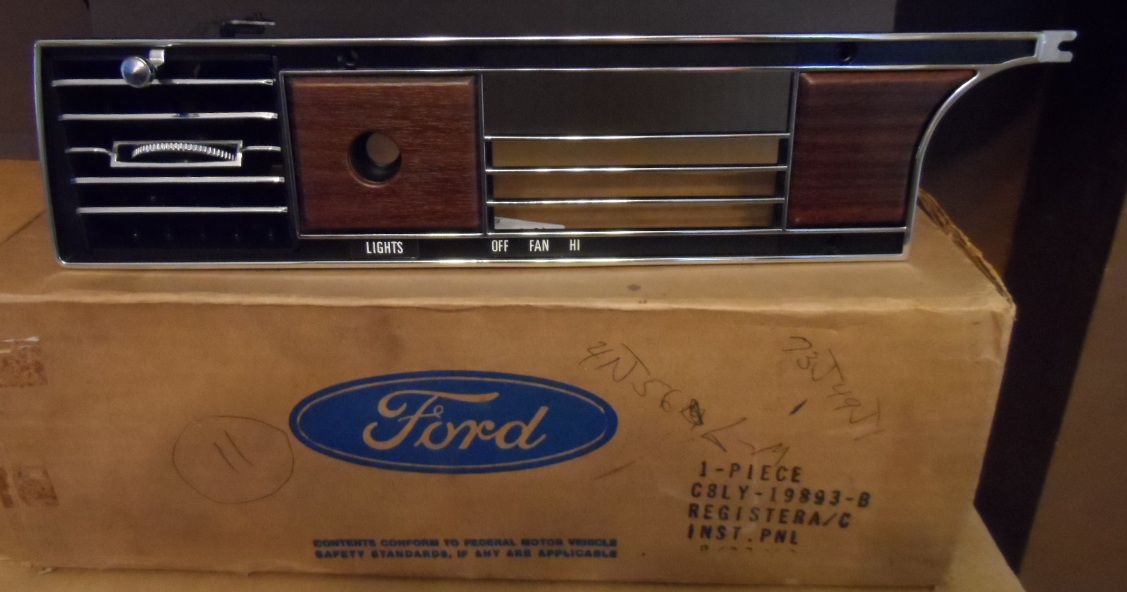 LIGHTS OFF FAN HI
Ford
11
1-PIECE
C8LY-19893-B
REGISTERA/C
INST.PNL
CONTENTS CONFORM TO FEDERAL MOTOR VEHICLE
SAFETY STANDARDS, IF ANY ARE APPLICABLE